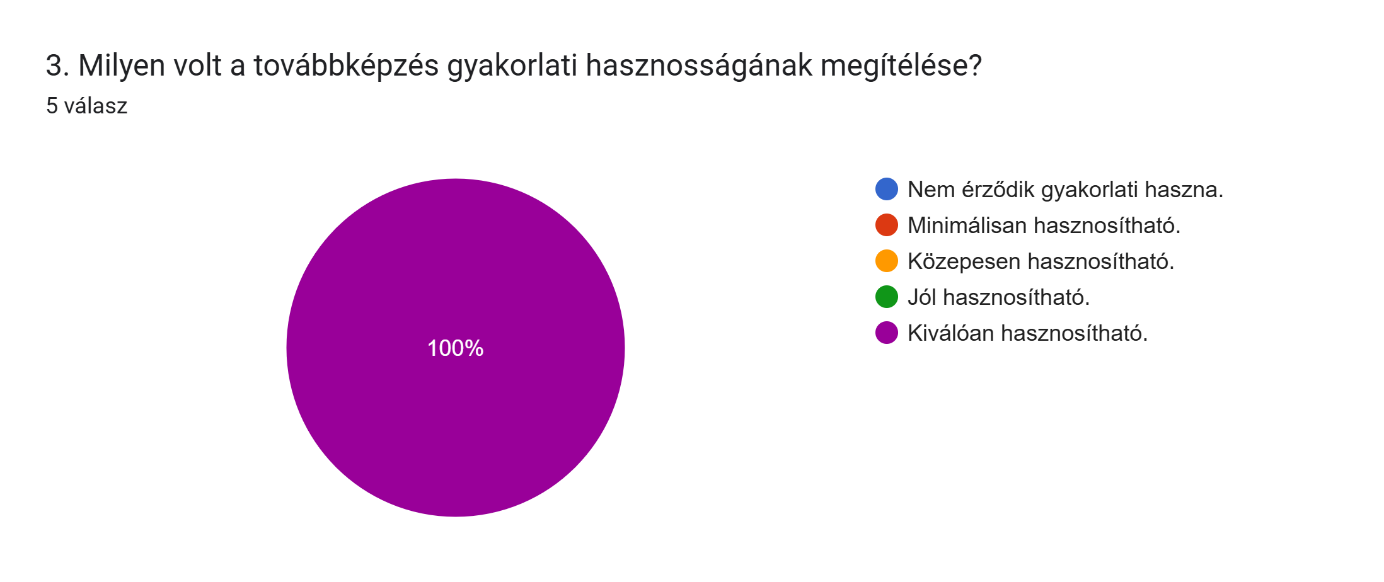 3. Milyen volt a továbbképzés gyakorlati hasznosságának megítélése?
5 válasz
100%
Nem érződik gyakorlati haszna.
Minimálisan hasznosítható.
Közepesen hasznosítható.
Jól hasznosítható.
Kiválóan hasznosítható.